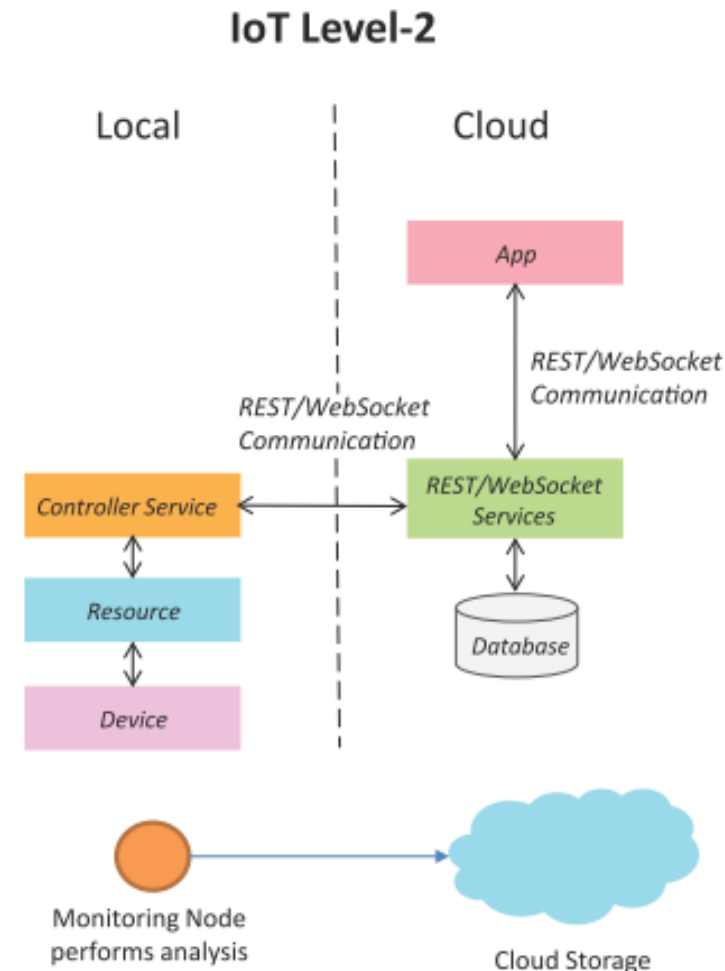 IoT Level-2
Local
Cloud
App
REST/WebSocket
Communication
REST/WebSocket
Communication
Controller Service
REST/WebSocket
Services
Resource
Database
Device
Monitoring Node
performs analysis
Cloud Storage